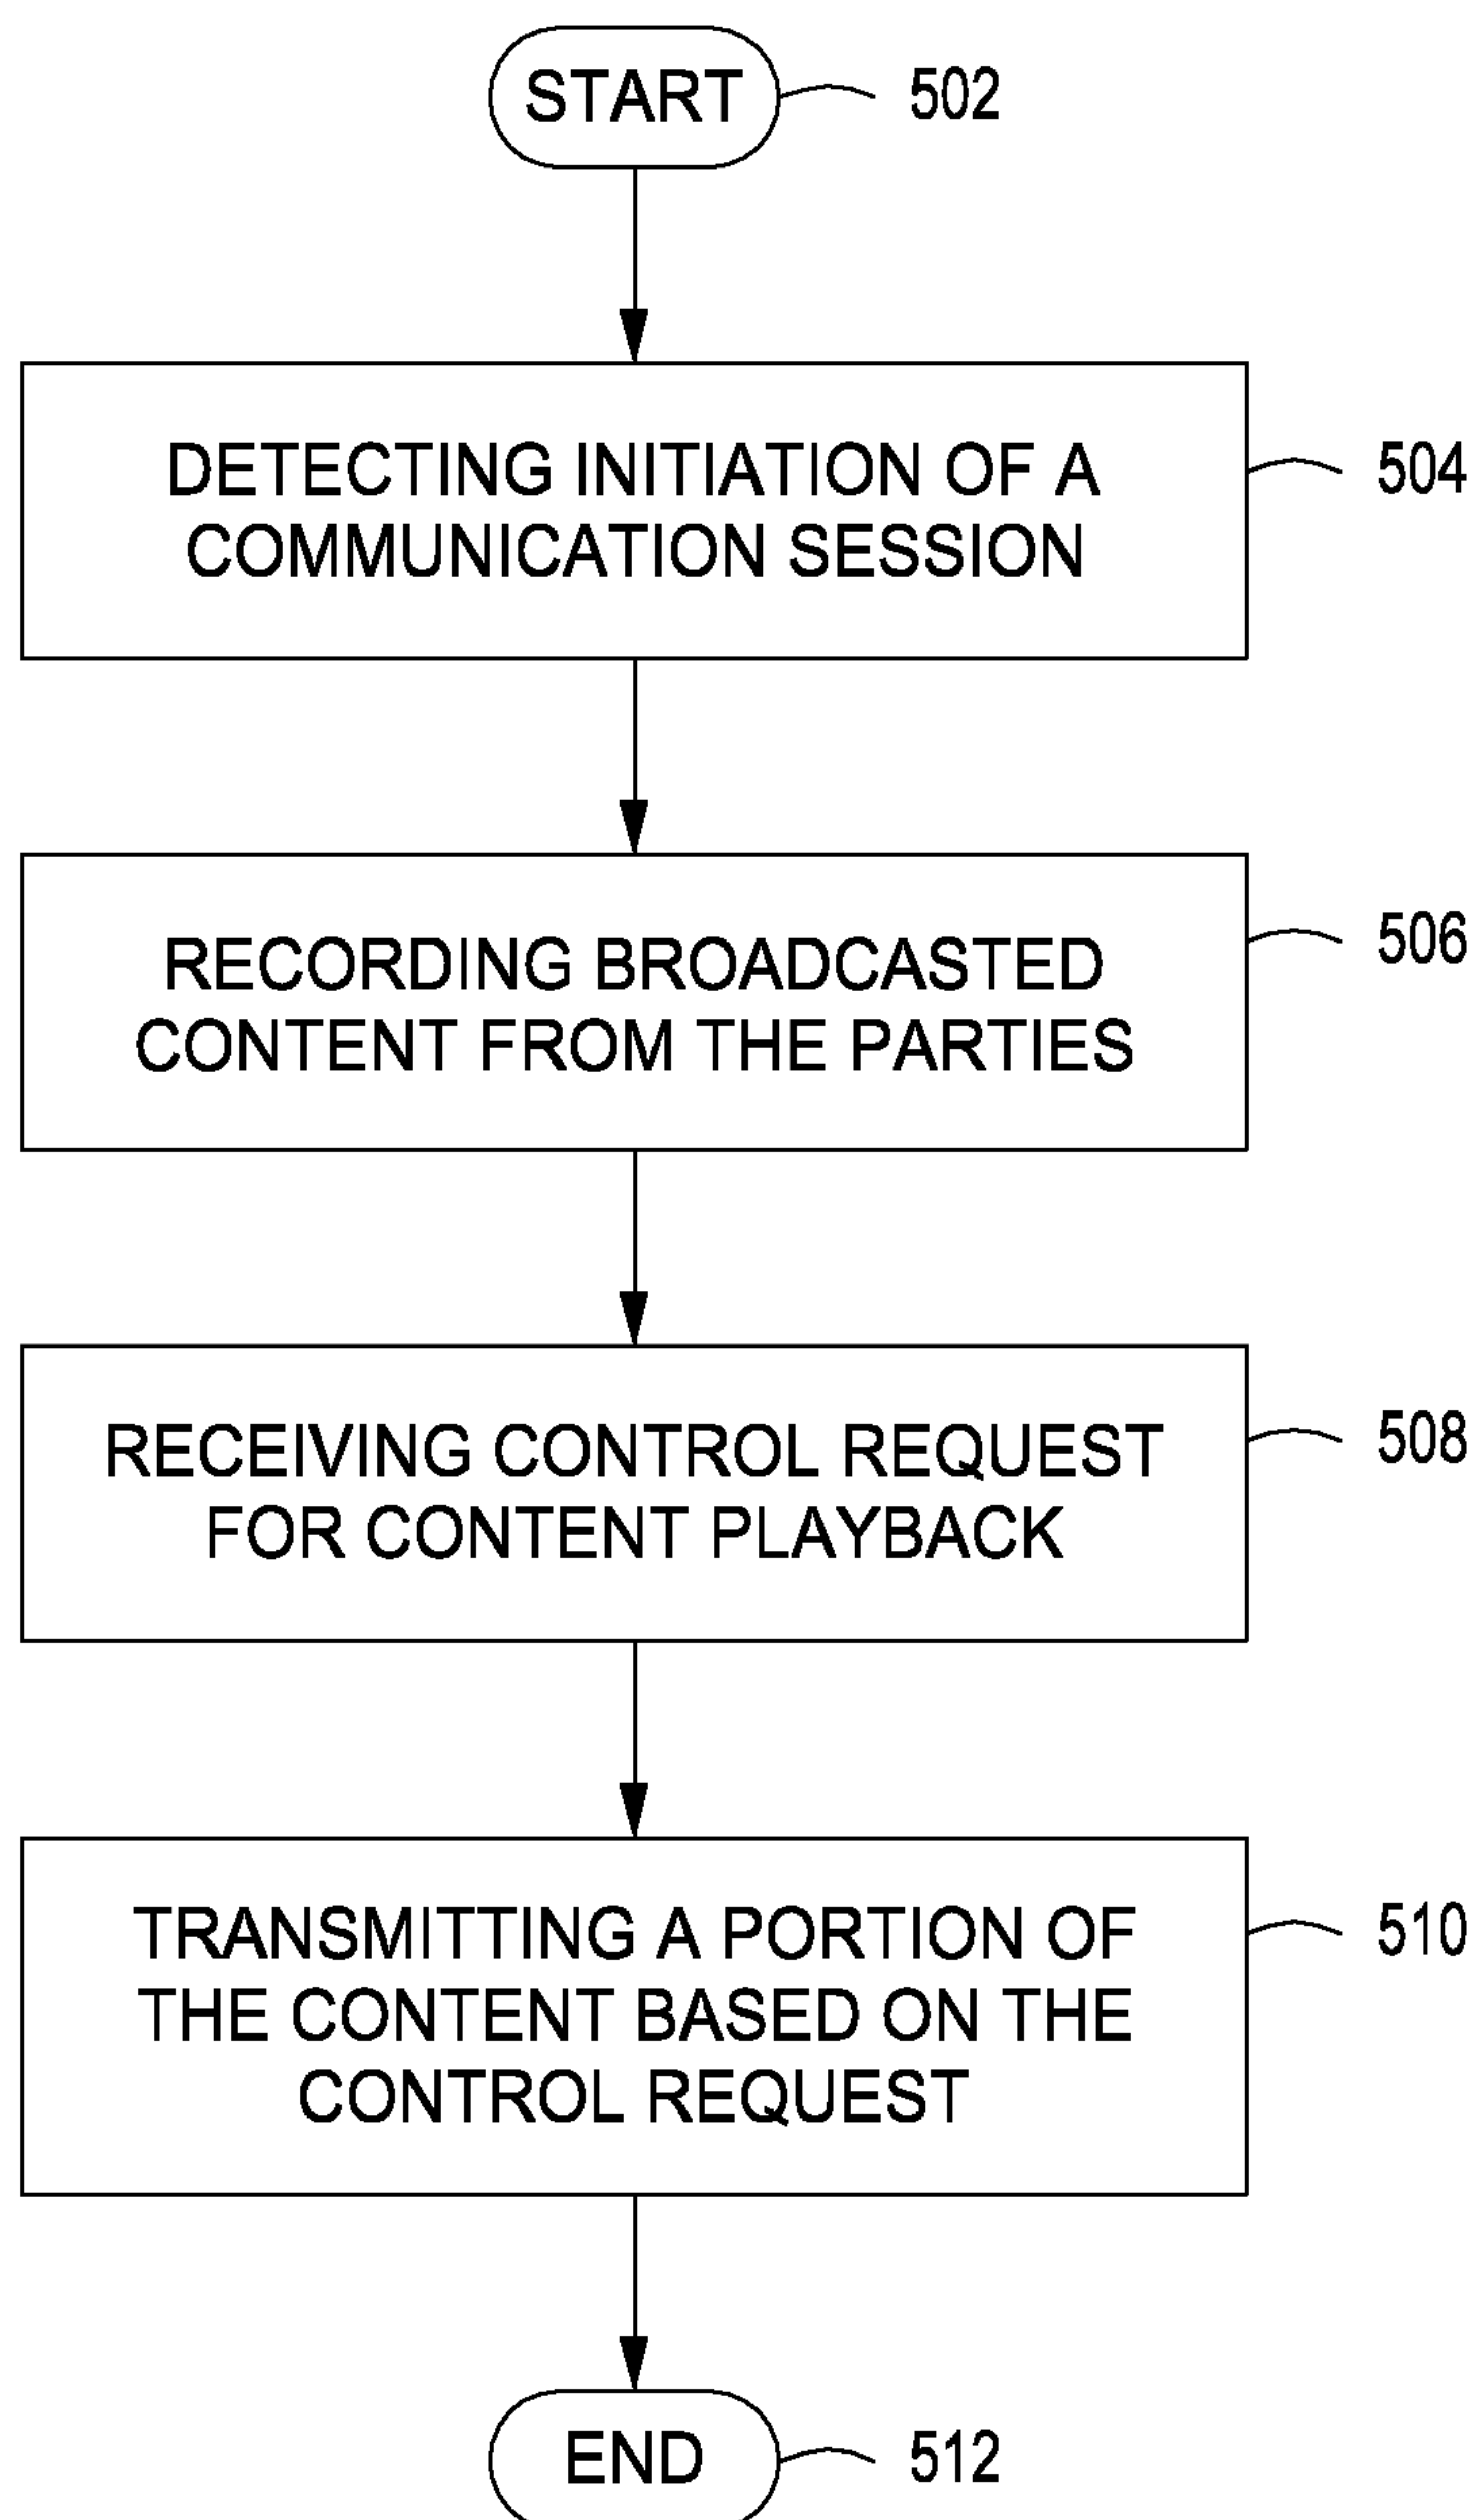 START
502
DETECTING INITIATION OF A
COMMUNICATION SESSION
504
RECORDING BROADCASTED
CONTENT FROM THE PARTIES
506
RECEIVING CONTROL REQUEST
FOR CONTENT PLAYBACK
508
TRANSMITTING A PORTION OF
THE CONTENT BASED ON THE
CONTROL REQUEST
510
END
512